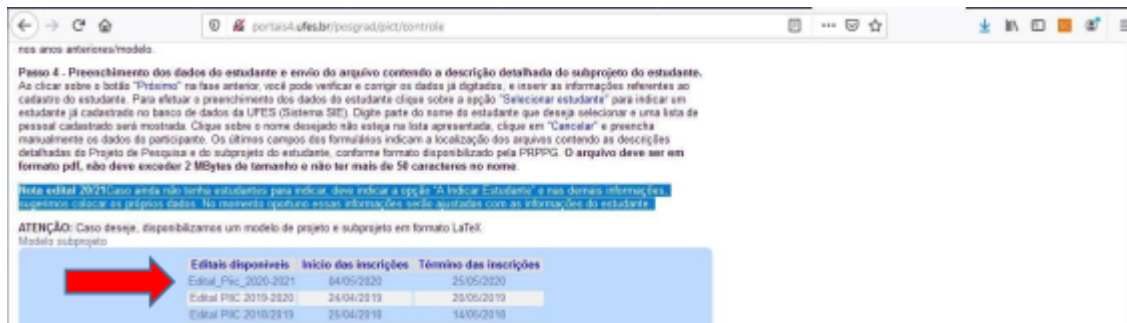 portais4.ufes.br/posgrad/pict/controle
nos anos anteriores/modelo.
Passo 4 - Preenchimento dos dados do estudante e envio do arquivo contendo a descrição detalhada do subprojeto do estudante.
Ao clicar sobre o botão "Próximo" na fase anterior, você pode verificar e corrigir os dados já digitados, e inserir as informações referentes ao
cadastro do estudante. Para efetuar o preenchimento dos dados do estudante clique sobre a opção "Selecionar estudante" para indicar um
estudante já cadastrado no banco de dados da UFES (Sistema SIE). Digite parte do nome do estudante que deseja selecionar e uma lista de
pessoal cadastrado será mostrada. Clique sobre o nome desejado não esteja na lista apresentada, clique em "Cancelar" e preencha
manualmente os dados do participante. Os últimos campos dos formulários indicam a localização dos arquivos contendo as descrições
detalhadas do Projeto de Pesquisa e do subprojeto do estudante, conforme formato disponibilizado pela PRPPG. O arquivo deve ser em
formato pdf, não deve exceder 2 MBytes de tamanho e não ter mais de 50 caracteres no nome.
Nota edital 20/21Caso ainda não tenha estudantes para indicar, deve indicar a opção "A Indicar Estudante" e nas demais informações,
sugerimos colocar os próprios dados. No momento oportuno essas informações serão ajustadas com as informações do estudante.
ATENÇÃO: Caso deseje, disponibilizamos um modelo de projeto e subprojeto em formato LaTeX
Modelo subprojeto
Editais disponíveis Início das inscrições Término das inscrições
Edital_Piic_2020-2021 04/05/2020 25/05/2020
Edital PIIC 2019-2020 24/04/2019 20/05/2019
Edital PIIC 2018/2019 25/04/2018 14/05/2018